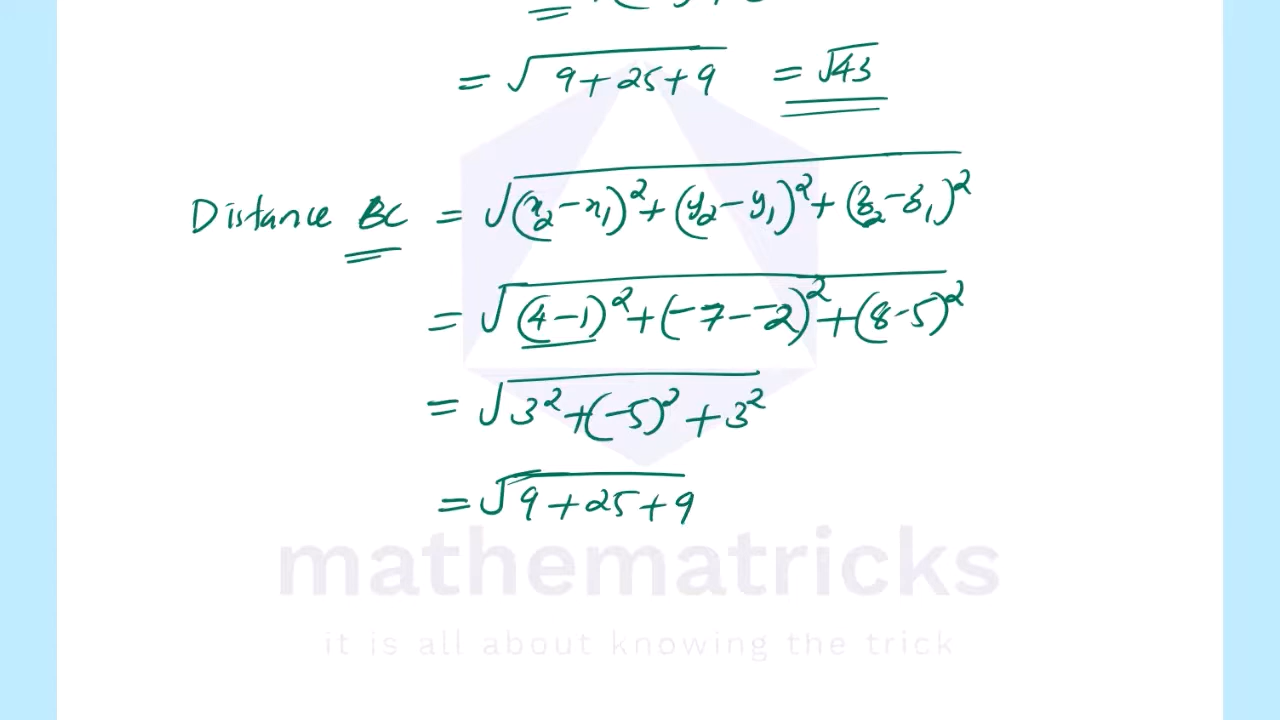 = √9+25+9 = √43
Distance BC = √(x₂-x₁)²+(y₂-y₁)²+(z₂-z₁)²
= √(4-1)²+(-7--2)²+(8-5)²
= √3²+(-5)²+3²
= √9+25+9
mathematricks
it is all about knowing the trick